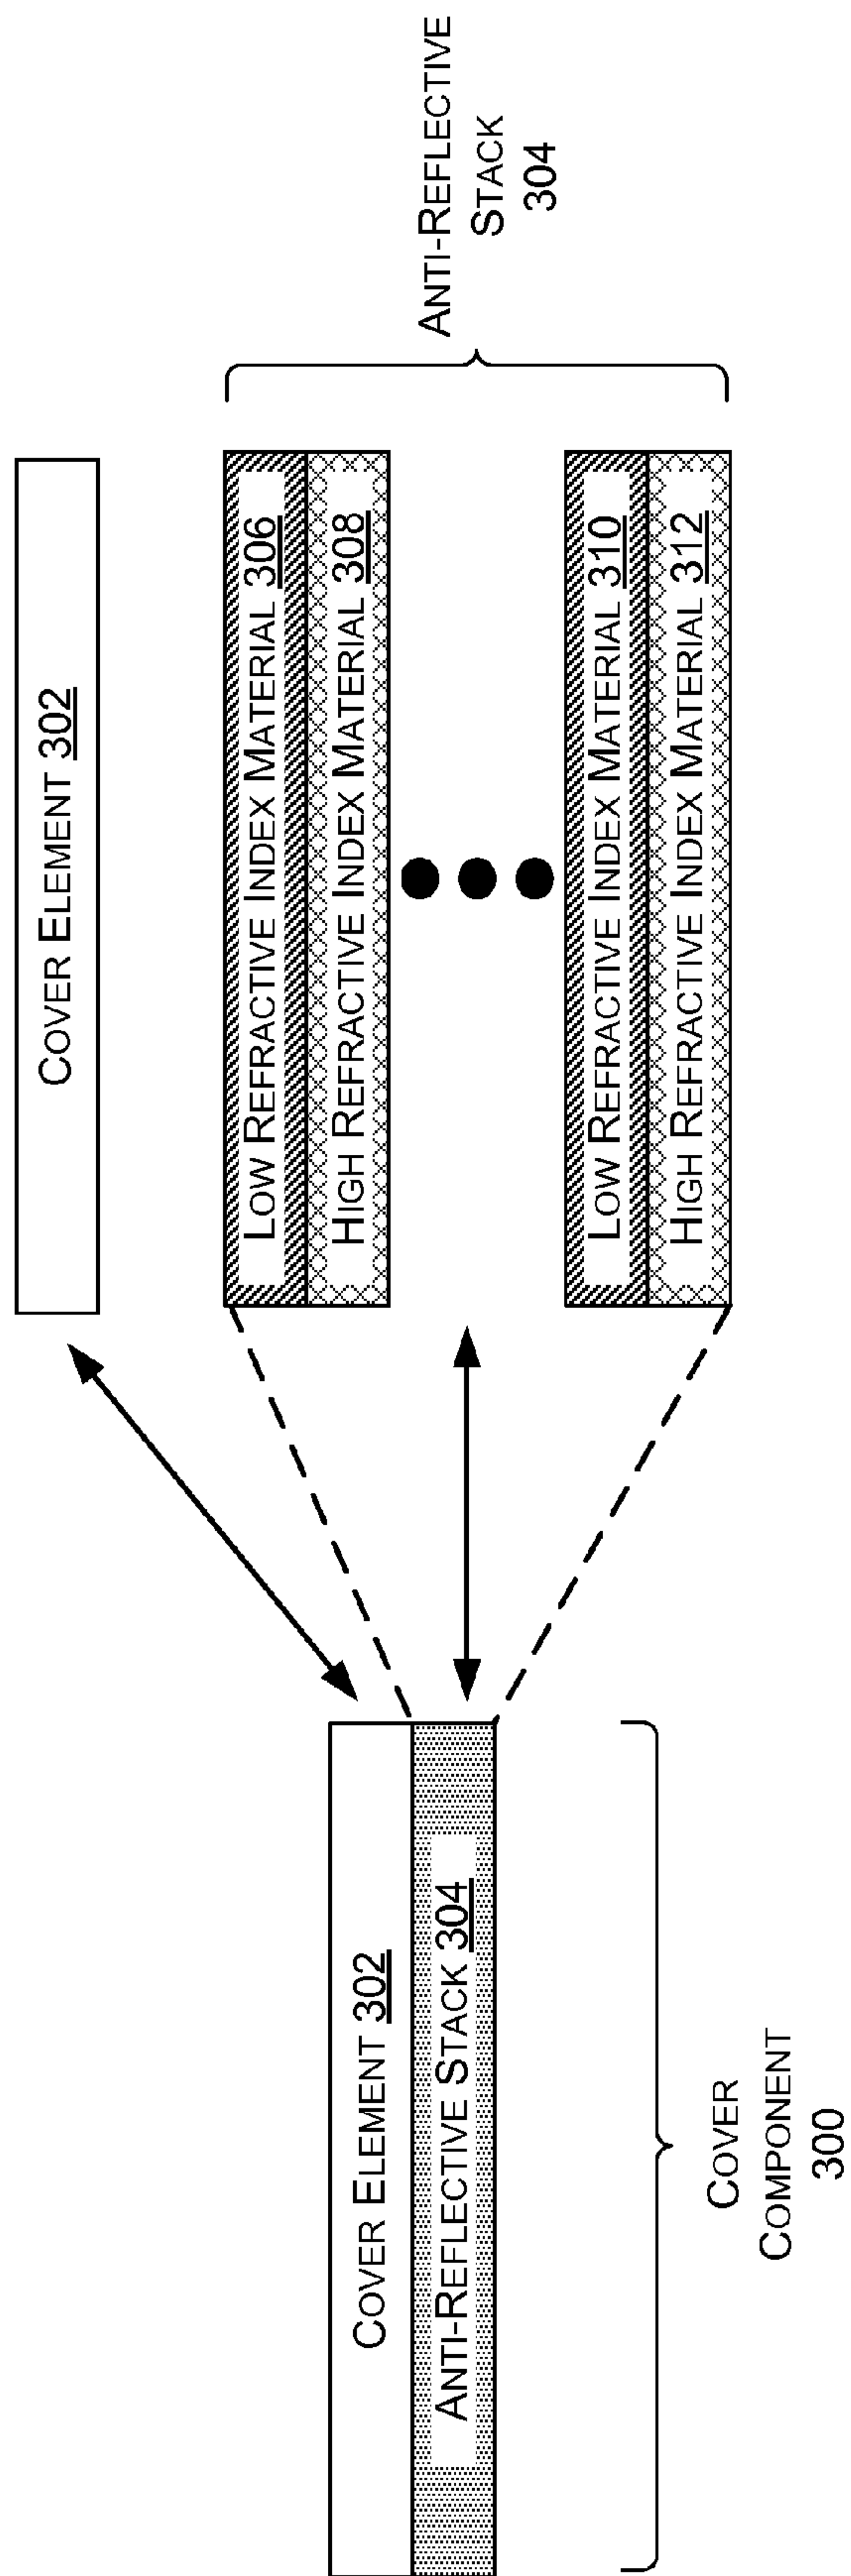 COVER ELEMENT 302
ANTI-REFLECTIVE STACK 304
COVER
COMPONENT
300
COVER ELEMENT 302
LOW REFRACTIVE INDEX MATERIAL 306
HIGH REFRACTIVE INDEX MATERIAL 308
LOW REFRACTIVE INDEX MATERIAL 310
HIGH REFRACTIVE INDEX MATERIAL 312
ANTI-REFLECTIVE
STACK
304